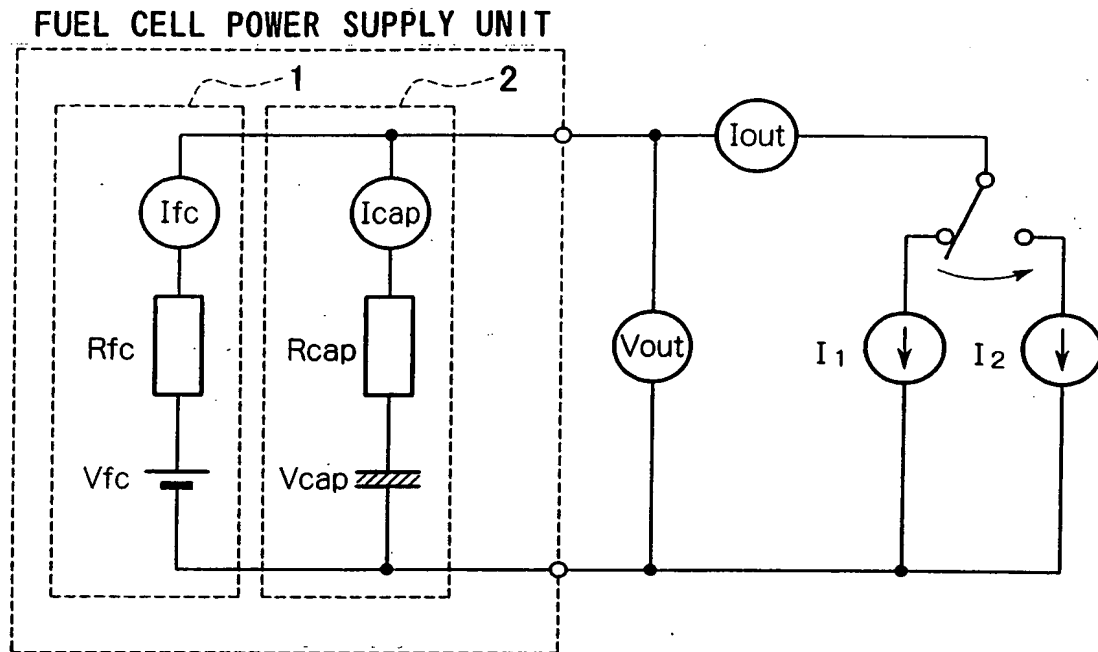 FUEL CELL POWER SUPPLY UNIT
1
2
Ifc
Icap
Iout
Rfc
Rcap
Vout
I1
I2
Vfc
Vcap